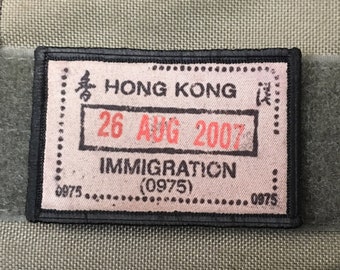 香 HONG KONG 港
26 AUG 2007
IMMIGRATION
(0975)
0975 0975